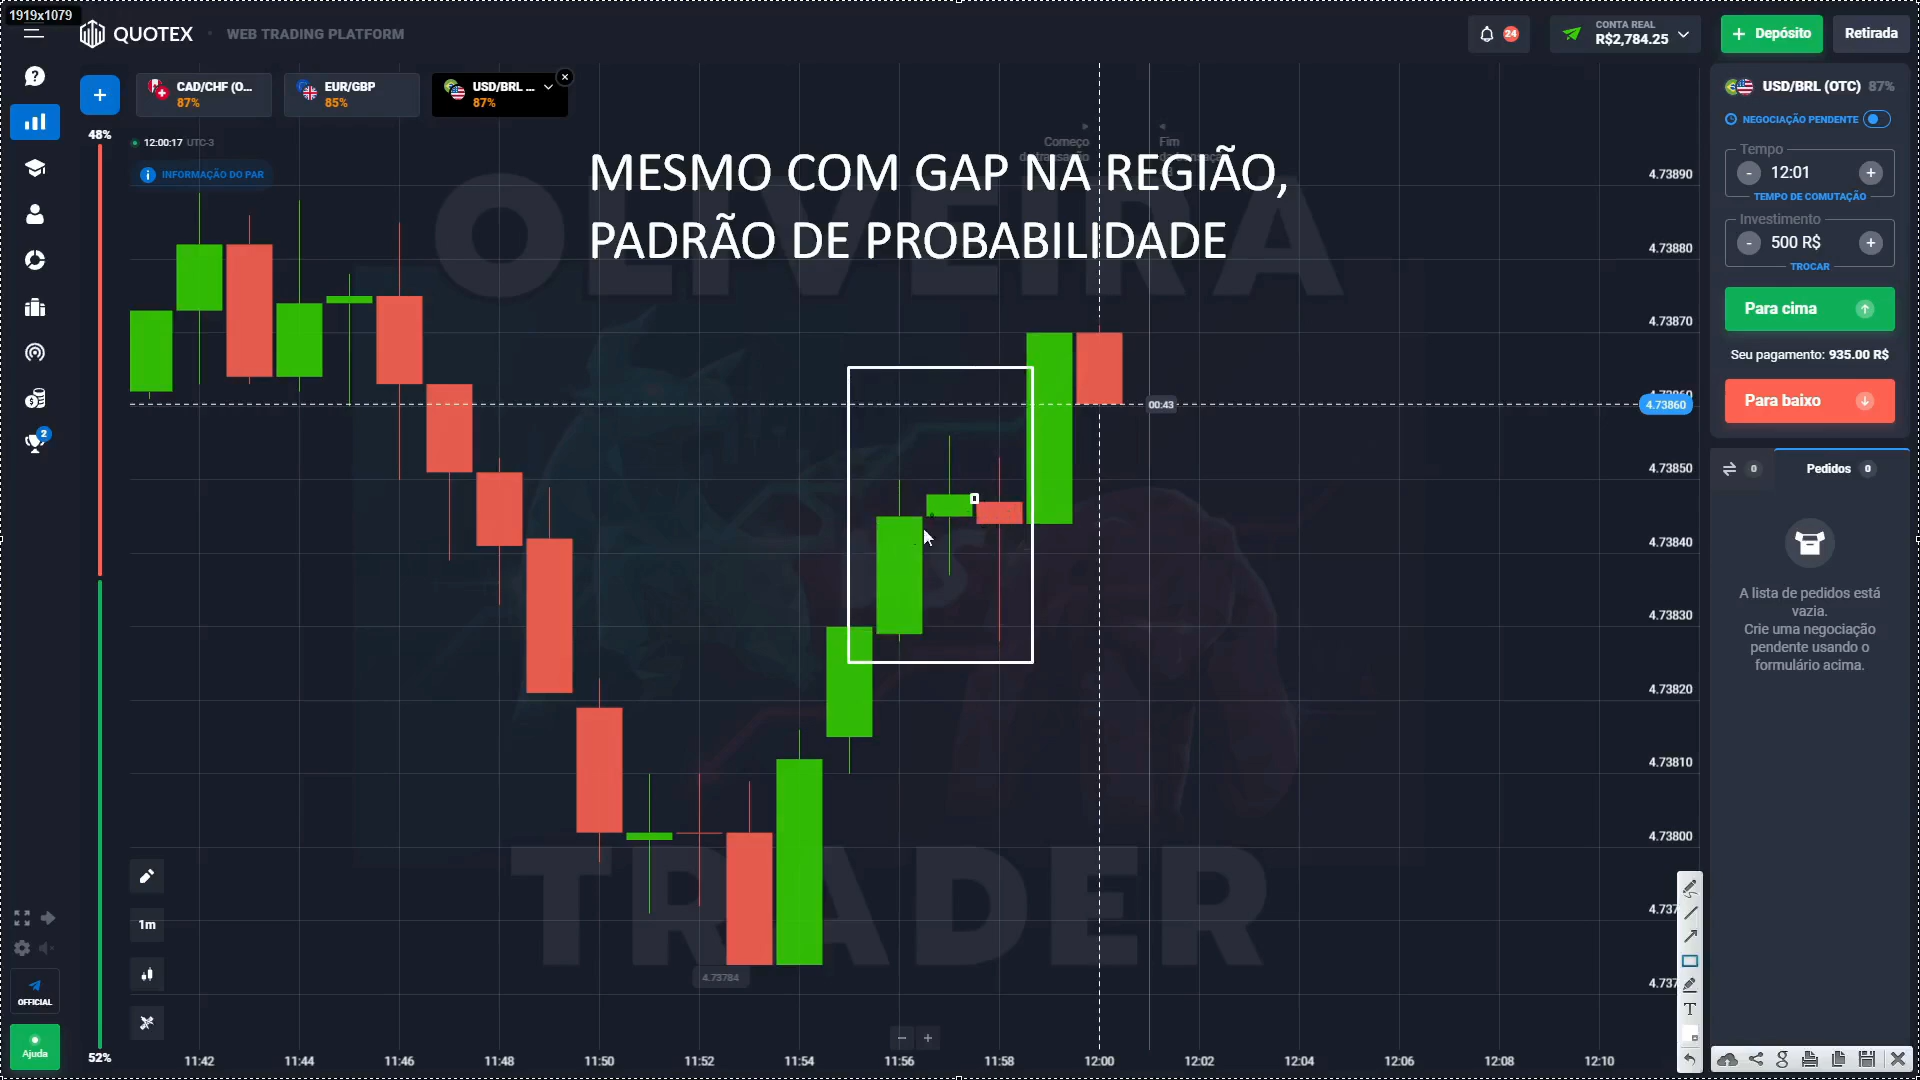 1919x1079
QUOTEX
WEB TRADING PLATFORM
24
CONTA REAL
R$2,784.25
Depósito
Retirada
CAD/CHF (O...
87%
EUR/GBP
85%
USD/BRL ...
87%
USD/BRL (OTC) 87%
NEGOCIAÇÃO PENDENTE
Tempo
- 12:01 +
TEMPO DE COMUTAÇÃO
Investimento
- 500 R$ +
TROCAR
Para cima
Seu pagamento: 935.00 R$
Para baixo
0
Pedidos 0
A lista de pedidos está
vazia.
Crie uma negociação
pendente usando o
formulário acima.
48%
12:00:17 UTC-3
INFORMAÇÃO DO PAR
Começo
Fim
MESMO COM GAP NA REGIÃO,
PADRÃO DE PROBABILIDADE
OLIVEIRA
TRADER
4.73890
4.73880
4.73870
4.73860
4.73850
4.73840
4.73830
4.73820
4.73810
4.73800
00:43
4.73784
2
1m
OFFICIAL
Ajuda
52%
11:42
11:44
11:46
11:48
11:50
11:52
11:54
11:56
11:58
12:00
12:02
12:04
12:06
12:08
12:10